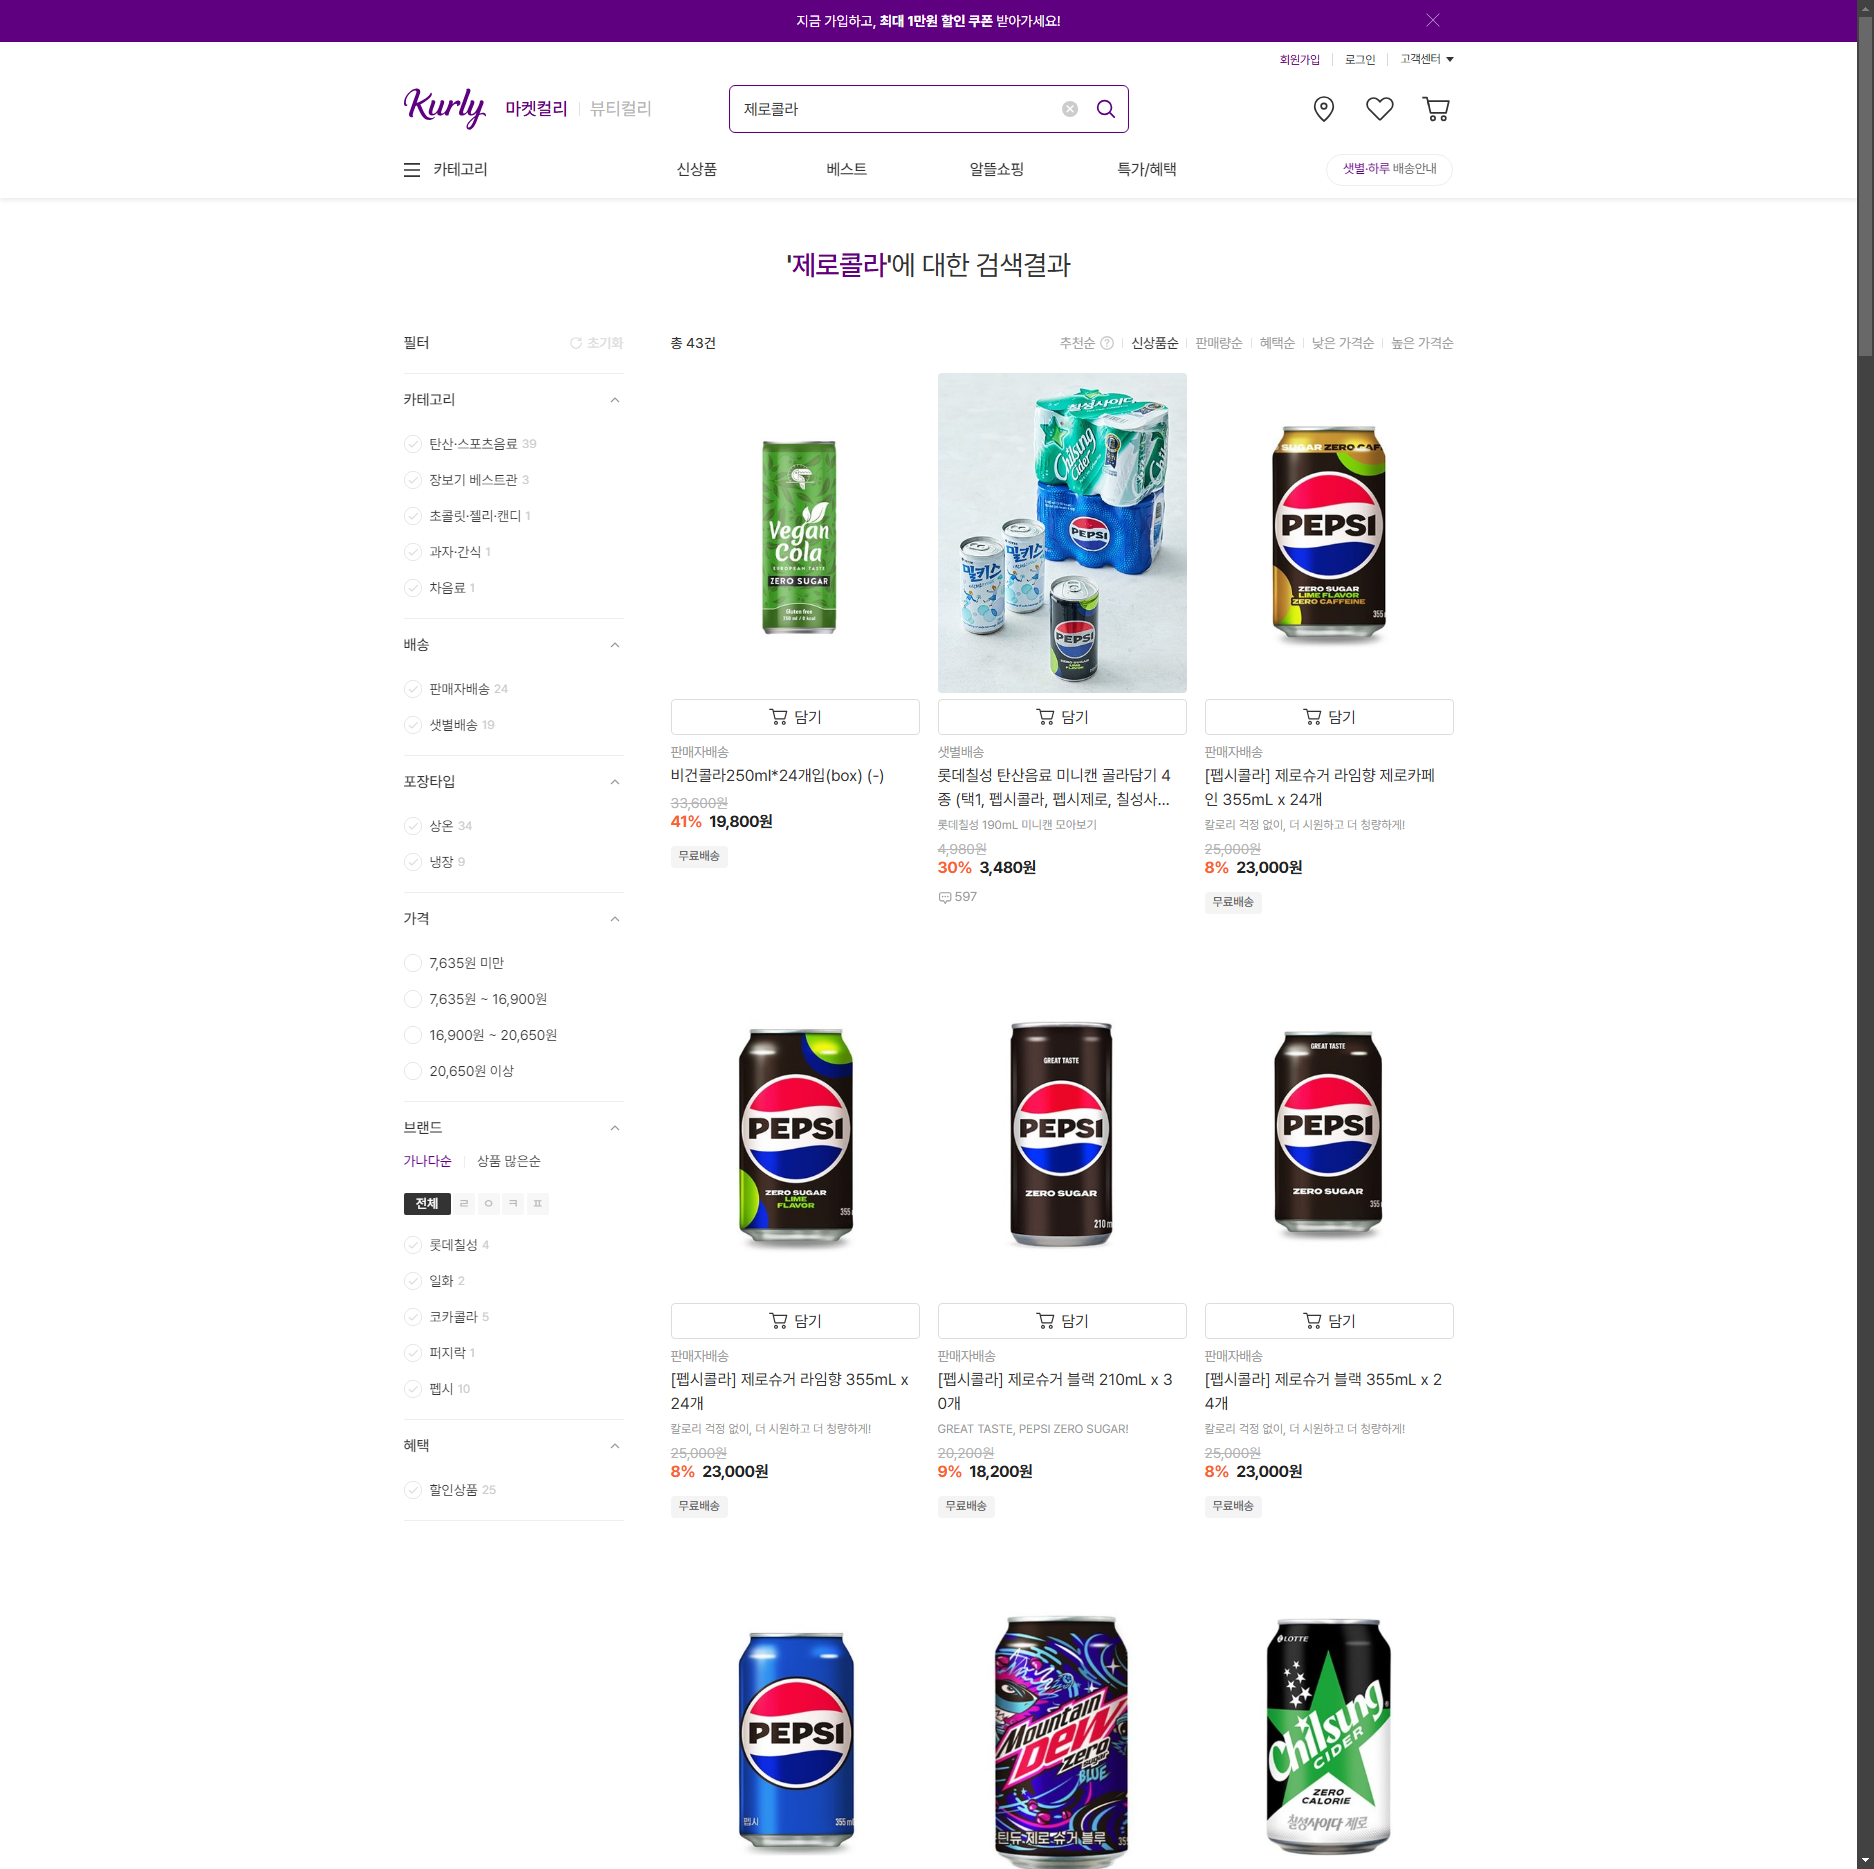 지금 가입하고, 최대 1만원 할인 쿠폰 받아가세요!
회원가입 로그인 고객센터
Kurly 마켓컬리 뷰티컬리
제로콜라
카테고리 신상품 베스트 알뜰쇼핑 특가/혜택 샛별·하루 배송안내
'제로콜라'에 대한 검색결과
필터 초기화
카테고리
탄산·스포츠음료 39
장보기 베스트관 3
초콜릿·젤리·캔디 1
과자·간식 1
차음료 1
배송
판매자배송 24
샛별배송 19
포장타입
상온 34
냉장 9
가격
7,635원 미만
7,635원 ~ 16,900원
16,900원 ~ 20,650원
20,650원 이상
브랜드
가나다순 상품 많은순
전체 ㄹ ㅇ ㅋ ㅍ
롯데칠성 4
일화 2
코카콜라 5
퍼지락 1
펩시 10
혜택
할인상품 25
총 43건 추천순 신상품순 판매량순 혜택순 낮은 가격순 높은 가격순
Vegan
Cola
EUROPEAN TASTE
ZERO SUGAR
Gluten free
칠성사이다
Chilsung
Cider
PEPSI
밀키스
밀키스
PEPSI
ZERO SUGAR
LIME
FLAVOR
SUGAR ZERO CAF
PEPSI
ZERO SUGAR
LIME FLAVOR
ZERO CAFFEINE
355
담기
판매자배송
비건콜라250ml*24개입(box) (-)
33,600원
41% 19,800원
무료배송
담기
샛별배송
롯데칠성 탄산음료 미니캔 골라담기 4
종 (택1, 펩시콜라, 펩시제로, 칠성사...
롯데칠성 190mL 미니캔 모아보기
4,980원
30% 3,480원
597
담기
판매자배송
[펩시콜라] 제로슈거 라임향 제로카페
인 355mL x 24개
칼로리 걱정 없이, 더 시원하고 더 청량하게!
25,000원
8% 23,000원
무료배송
PEPSI
ZERO SUGAR
LIME
FLAVOR
355
GREAT TASTE
PEPSI
ZERO SUGAR
210 m
GREAT TASTE
PEPSI
ZERO SUGAR
355
담기
판매자배송
[펩시콜라] 제로슈거 라임향 355mL x
24개
칼로리 걱정 없이, 더 시원하고 더 청량하게!
25,000원
8% 23,000원
무료배송
담기
판매자배송
[펩시콜라] 제로슈거 블랙 210mL x 3
0개
GREAT TASTE, PEPSI ZERO SUGAR!
20,200원
9% 18,200원
무료배송
담기
판매자배송
[펩시콜라] 제로슈거 블랙 355mL x 2
4개
칼로리 걱정 없이, 더 시원하고 더 청량하게!
25,000원
8% 23,000원
무료배송
PEPSI
펩시 355 m
Mountain
DEW
zero
sugar
BLUE
틴듀 제로 슈거 블루 35
LOTTE
Chilsung
CIDER
ZERO
CALORIE
칠성사이다 제로